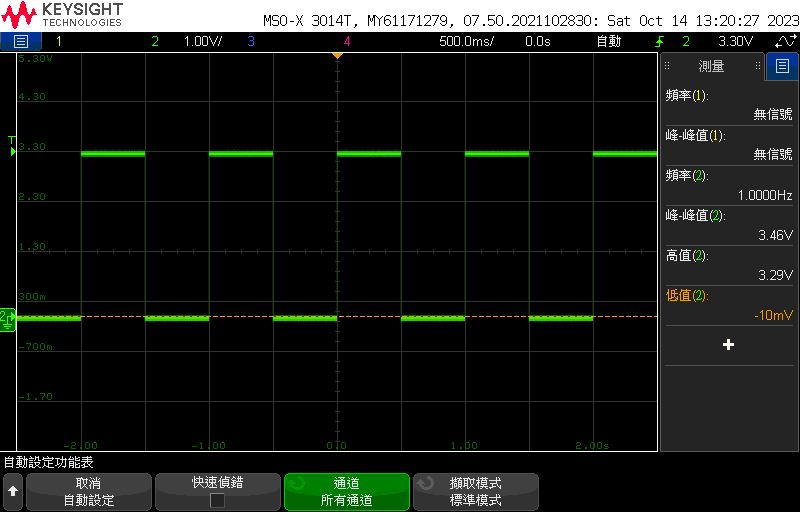 KEYSIGHT
TECHNOLOGIES
MSO-X 3014T, MY61171279, 07.50.2021102830: Sat Oct 14 13:20:27 2023
1 2 1.00V/ 3 4 500.0ms/ 0.0s 自動 2 3.30V
5.30V
4.30
3.30
2.30
1.30
300m
-700m
-1.70
T
2
-2.00 -1.00 0.0 1.00 2.00s
測量
頻率(1):
無信號
峰-峰值(1):
無信號
頻率(2):
1.0000Hz
峰-峰值(2):
3.46V
高值(2):
3.29V
低值(2):
-10mV
自動設定功能表
取消
自動設定
快速偵錯
通道
所有通道
擷取模式
標準模式